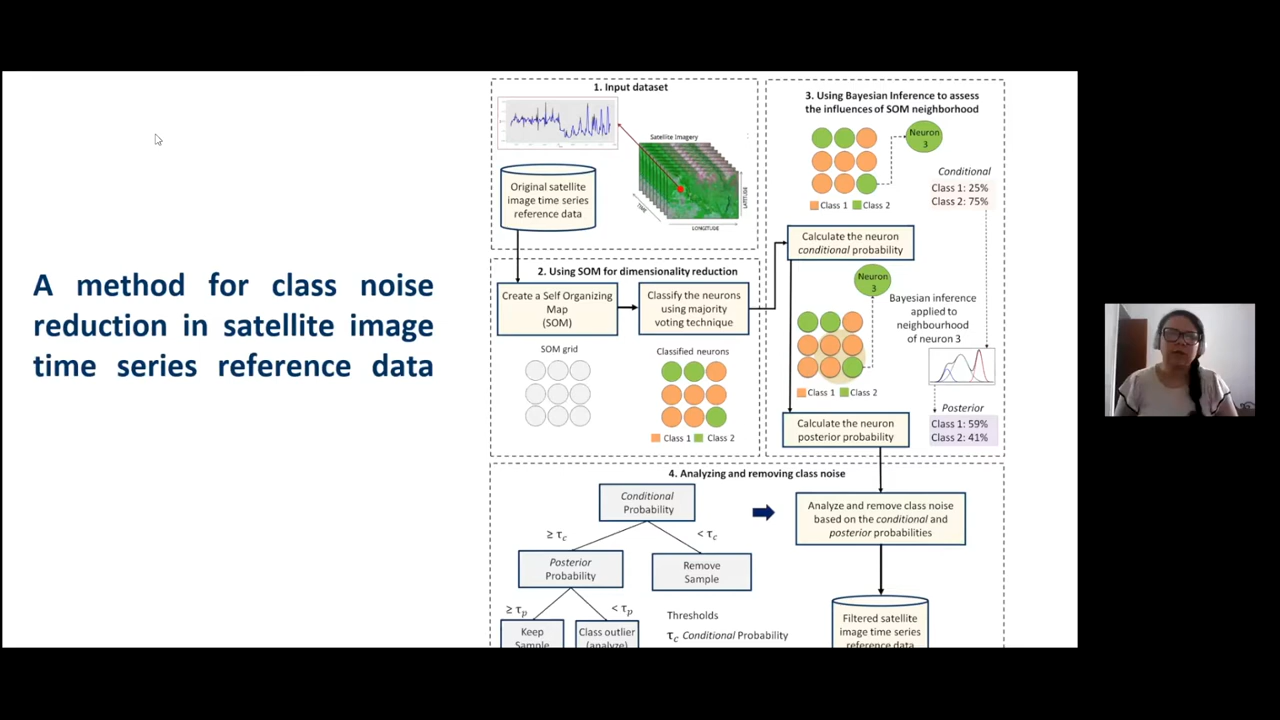 A method for class noise
reduction in satellite image
time series reference data
1. Input dataset
Satellite Imagery
Original satellite
image time series
reference data
TIME
LATITUDE
LONGITUDE
2. Using SOM for dimensionality reduction
Create a Self Organizing
Map
(SOM)
Classify the neurons
using majority
voting technique
SOM grid
Classified neurons
Class 1 Class 2
3. Using Bayesian Inference to assess
the influences of SOM neighborhood
Neuron
3
Conditional
Class 1: 25%
Class 2: 75%
Class 1 Class 2
Calculate the neuron
conditional probability
Neuron
3
Bayesian inference
applied to
neighbourhood
of neuron 3
Class 1 Class 2
Calculate the neuron
posterior probability
Posterior
Class 1: 59%
Class 2: 41%
4. Analyzing and removing class noise
Conditional
Probability
≥ τc
< τc
Posterior
Probability
Remove
Sample
≥ τp
< τp
Keep
Sample
Class outlier
(analyze)
Thresholds
τc Conditional Probability
Analyze and remove class noise
based on the conditional and
posterior probabilities
Filtered satellite
image time series
reference data